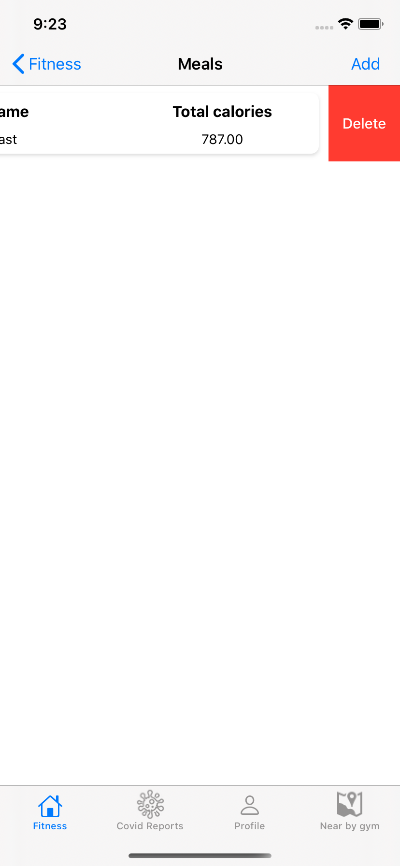 9:23
Fitness
Meals
Add
ame
Total calories
Delete
ast
787.00
Fitness
Covid Reports
Profile
Near by gym